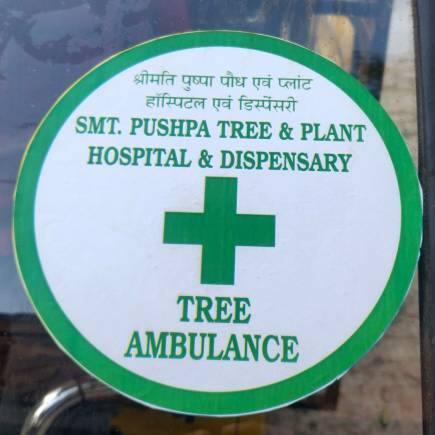 श्रीमति पुष्पा पौध एवं प्लांट
हॉस्पिटल एवं डिस्पेंसरी
SMT. PUSHPA TREE & PLANT
HOSPITAL & DISPENSARY
TREE
AMBULANCE